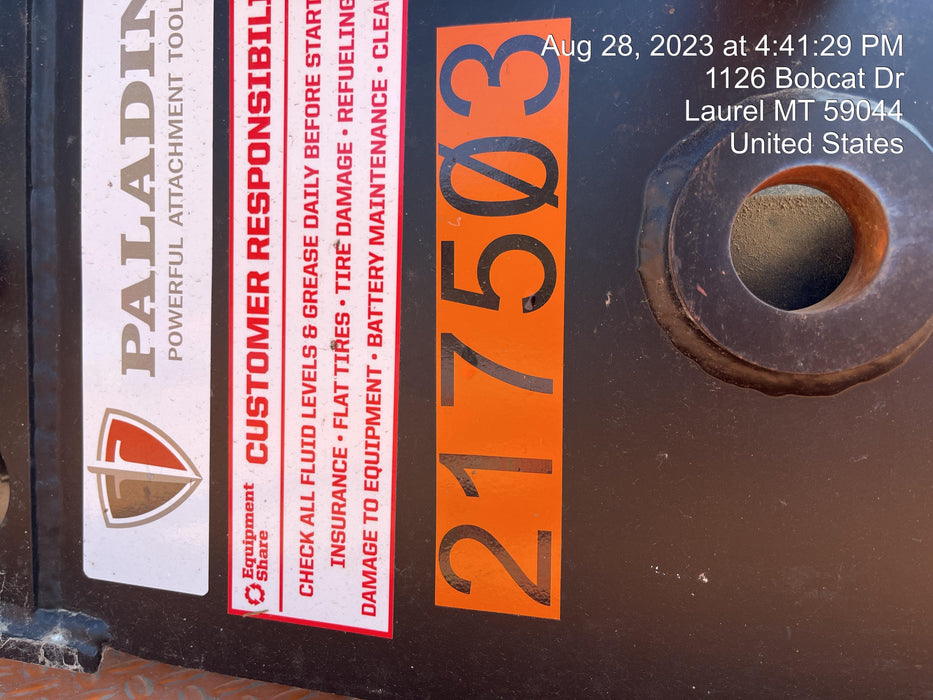 Aug 28, 2023 at 4:41:29 PM
1126 Bobcat Dr
Laurel MT 59044
United States
PALADIN
POWERFUL ATTACHMENT TOOL
Equipment
Share
CUSTOMER RESPONSIBIL
CHECK ALL FLUID LEVELS & GREASE DAILY BEFORE START
INSURANCE • FLAT TIRES • TIRE DAMAGE • REFUELING
DAMAGE TO EQUIPMENT • BATTERY MAINTENANCE • CLEA
217503